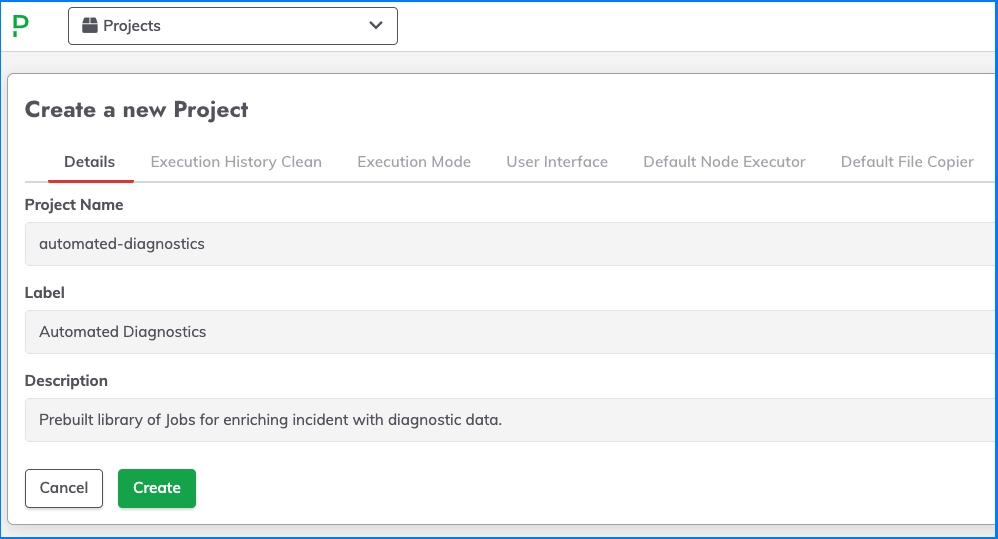 P
Projects
Create a new Project
Details Execution History Clean Execution Mode User Interface Default Node Executor Default File Copier
Project Name
automated-diagnostics
Label
Automated Diagnostics
Description
Prebuilt library of Jobs for enriching incident with diagnostic data.
Cancel Create